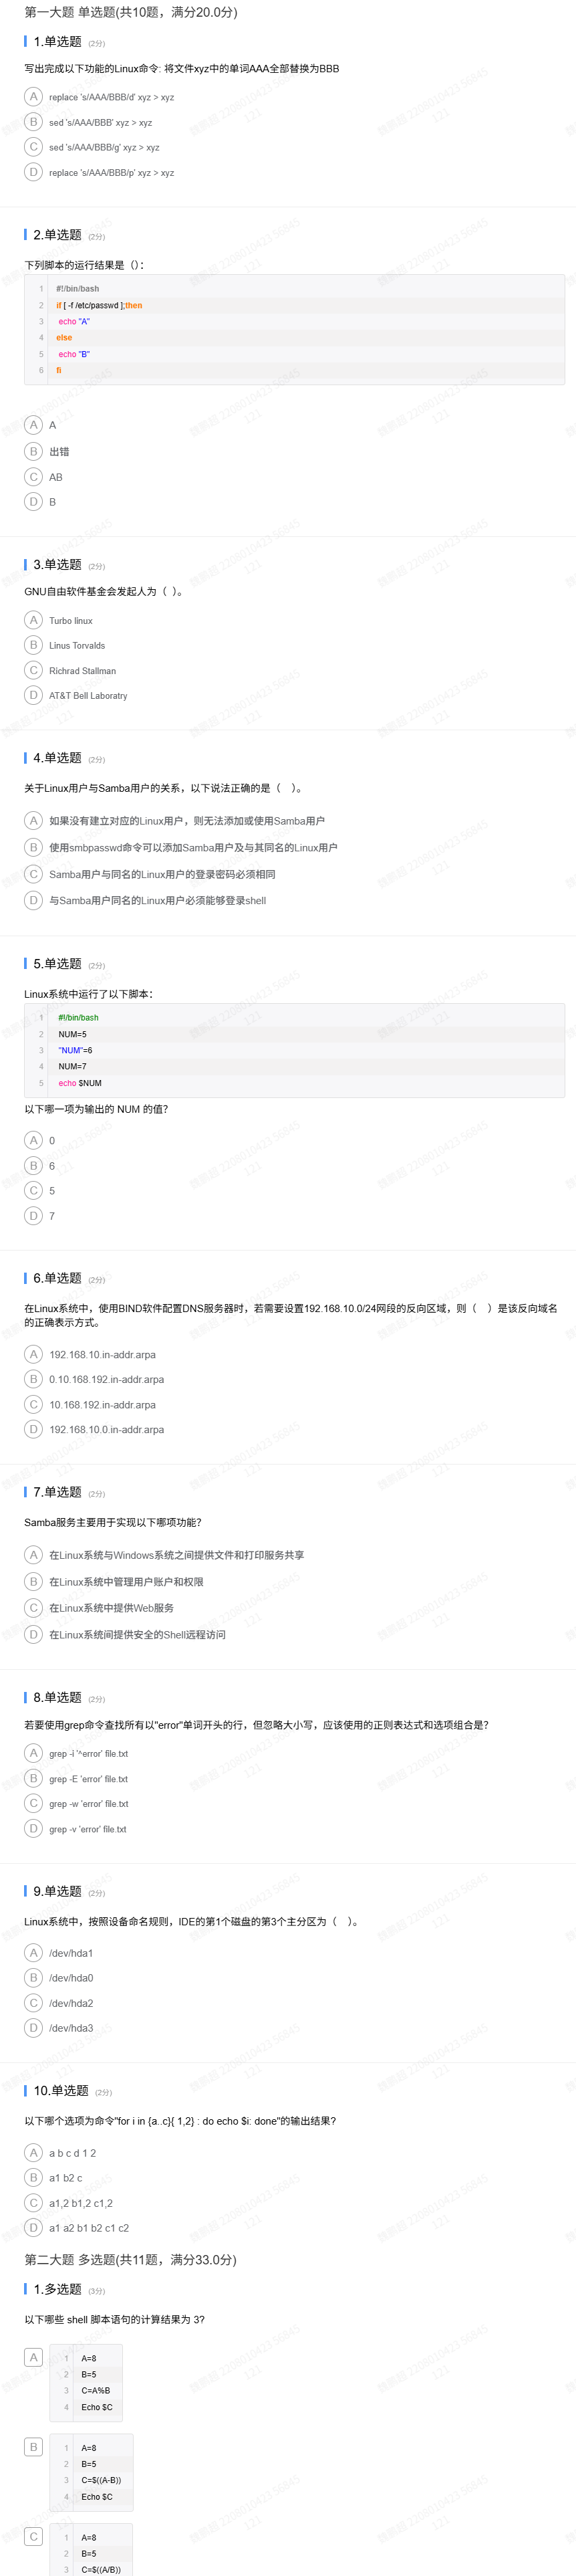 第一大题 单选题(共10题，满分20.0分)
1.单选题 (2分)
写出完成以下功能的Linux命令: 将文件xyz中的单词AAA全部替换为BBB
A replace 's/AAA/BBB/d' xyz > xyz
B sed 's/AAA/BBB' xyz > xyz
C sed 's/AAA/BBB/g' xyz > xyz
D replace 's/AAA/BBB/p' xyz > xyz
2.单选题 (2分)
下列脚本的运行结果是（）:
1 #!/bin/bash
2 if [ -f /etc/passwd ];then
3 echo "A"
4 else
5 echo "B"
6 fi
A A
B 出错
C AB
D B
3.单选题 (2分)
GNU自由软件基金会发起人为（ ）。
A Turbo linux
B Linus Torvalds
C Richrad Stallman
D AT&T Bell Laboratry
4.单选题 (2分)
关于Linux用户与Samba用户的关系，以下说法正确的是（ ）。
A 如果没有建立对应的Linux用户，则无法添加或使用Samba用户
B 使用smbpasswd命令可以添加Samba用户及与其同名的Linux用户
C Samba用户与同名的Linux用户的登录密码必须相同
D 与Samba用户同名的Linux用户必须能够登录shell
5.单选题 (2分)
Linux系统中运行了以下脚本：
1 #!/bin/bash
2 NUM=5
3 "NUM"=6
4 NUM=7
5 echo $NUM
以下哪一项为输出的 NUM 的值?
A 0
B 6
C 5
D 7
6.单选题 (2分)
在Linux系统中，使用BIND软件配置DNS服务器时，若需要设置192.168.10.0/24网段的反向区域，则（ ）是该反向域名
的正确表示方式。
A 192.168.10.in-addr.arpa
B 0.10.168.192.in-addr.arpa
C 10.168.192.in-addr.arpa
D 192.168.10.0.in-addr.arpa
7.单选题 (2分)
Samba服务主要用于实现以下哪项功能?
A 在Linux系统与Windows系统之间提供文件和打印服务共享
B 在Linux系统中管理用户账户和权限
C 在Linux系统中提供Web服务
D 在Linux系统间提供安全的Shell远程访问
8.单选题 (2分)
若要使用grep命令查找所有以"error"单词开头的行，但忽略大小写，应该使用的正则表达式和选项组合是?
A grep -i '^error' file.txt
B grep -E 'error' file.txt
C grep -w 'error' file.txt
D grep -v 'error' file.txt
9.单选题 (2分)
Linux系统中，按照设备命名规则，IDE的第1个磁盘的第3个主分区为（ ）。
A /dev/hda1
B /dev/hda0
C /dev/hda2
D /dev/hda3
10.单选题 (2分)
以下哪个选项为命令"for i in {a..c}{ 1,2} : do echo $i: done"的输出结果?
A a b c d 1 2
B a1 b2 c
C a1,2 b1,2 c1,2
D a1 a2 b1 b2 c1 c2
第二大题 多选题(共11题，满分33.0分)
1.多选题 (3分)
以下哪些 shell 脚本语句的计算结果为 3?
A
1 A=8
2 B=5
3 C=A%B
4 Echo $C
B
1 A=8
2 B=5
3 C=$((A-B))
4 Echo $C
C
1 A=8
2 B=5
3 C=$((A/B))